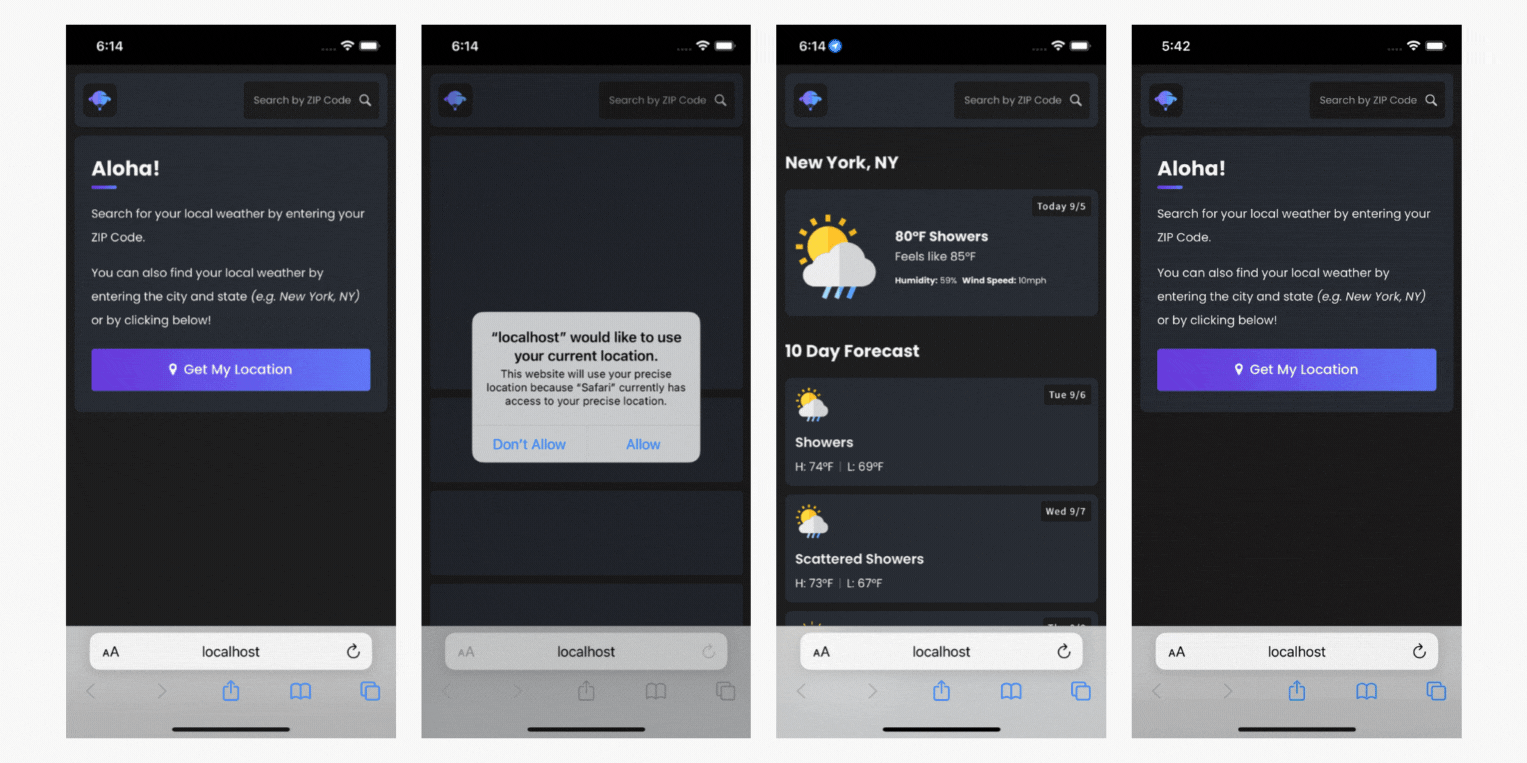 6:14
Search by ZIP Code
Aloha!
Search for your local weather by entering your
ZIP Code.
You can also find your local weather by
entering the city and state (e.g. New York, NY)
or by clicking below!
Get My Location
AA localhost
6:14
Search by ZIP Code
“localhost” would like to use
your current location.
This website will use your precise
location because “Safari” currently has
access to your precise location.
Don’t Allow Allow
AA localhost
6:14
Search by ZIP Code
New York, NY
Today 9/5
80°F Showers
Feels like 85°F
Humidity: 59% Wind Speed: 10mph
10 Day Forecast
Tue 9/6
Showers
H: 74°F | L: 69°F
Wed 9/7
Scattered Showers
H: 73°F | L: 67°F
AA localhost
5:42
Search by ZIP Code
Aloha!
Search for your local weather by entering your
ZIP Code.
You can also find your local weather by
entering the city and state (e.g. New York, NY)
or by clicking below!
Get My Location
AA localhost